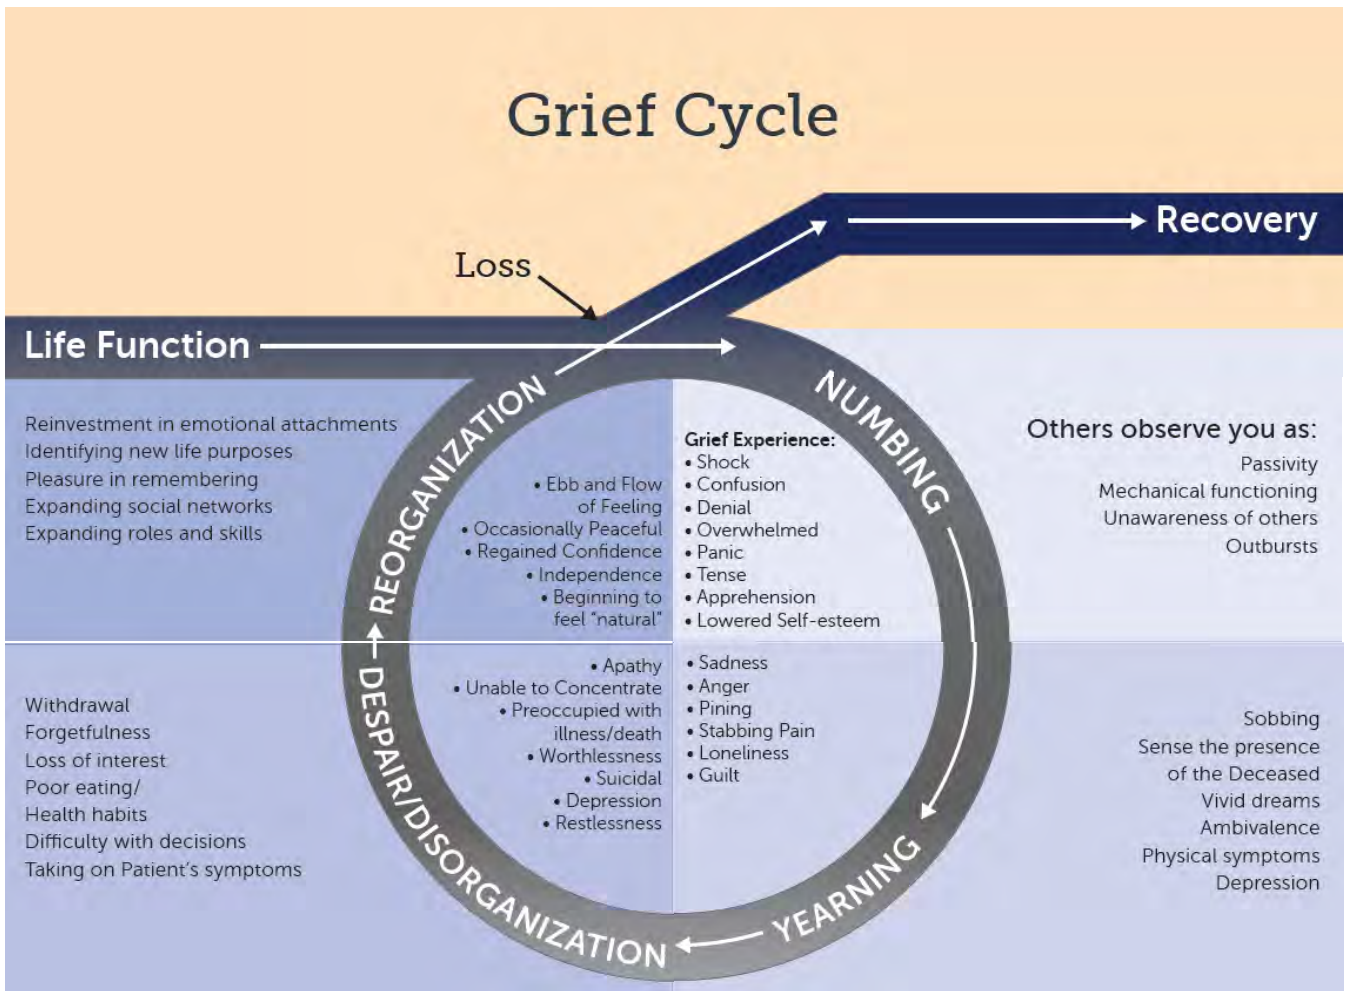 Grief Cycle
Recovery
Loss
Life Function
NUMBING
Grief Experience:
• Shock
• Confusion
• Denial
• Overwhelmed
• Panic
• Tense
• Apprehension
• Lowered Self-esteem
Others observe you as:
Passivity
Mechanical functioning
Unawareness of others
Outbursts
YEARNING
• Sadness
• Anger
• Pining
• Stabbing Pain
• Loneliness
• Guilt
Sobbing
Sense the presence
of the Deceased
Vivid dreams
Ambivalence
Physical symptoms
Depression
DESPAIR/DISORGANIZATION
• Apathy
• Unable to Concentrate
• Preoccupied with
illness/death
• Worthlessness
• Suicidal
• Depression
• Restlessness
Withdrawal
Forgetfulness
Loss of interest
Poor eating/
Health habits
Difficulty with decisions
Taking on Patient's symptoms
REORGANIZATION
• Ebb and Flow
of Feeling
• Occasionally Peaceful
• Regained Confidence
• Independence
• Beginning to
feel "natural"
Reinvestment in emotional attachments
Identifying new life purposes
Pleasure in remembering
Expanding social networks
Expanding roles and skills